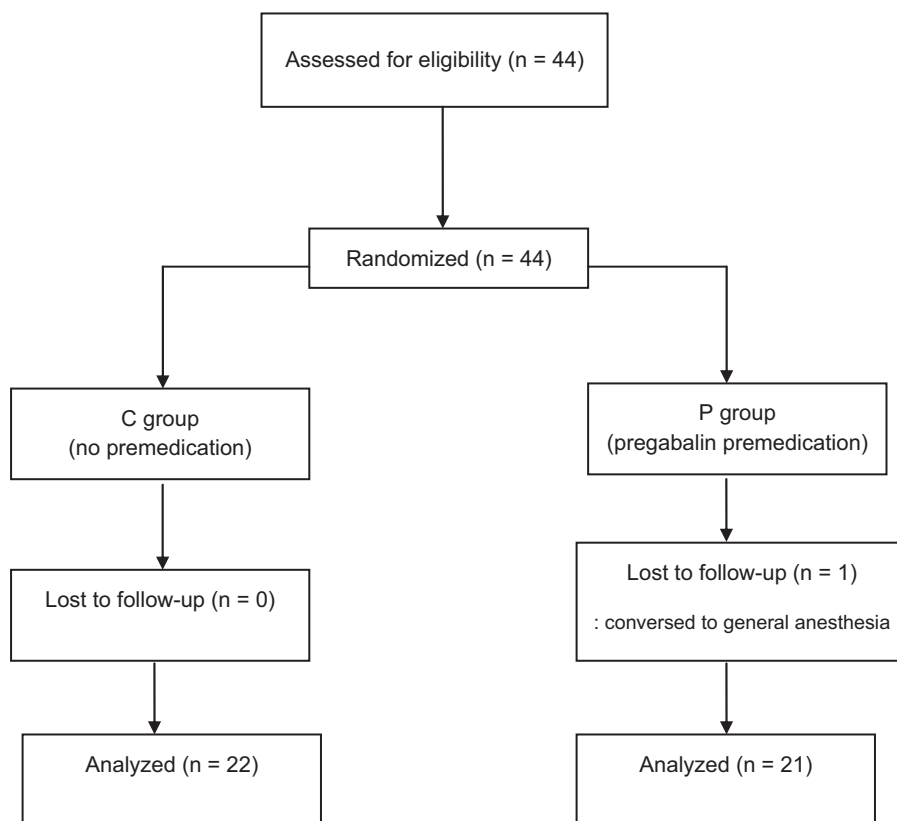 Assessed for eligibility (n = 44)
Randomized (n = 44)
C group
(no premedication)
P group
(pregabalin premedication)
Lost to follow-up (n = 0)
Lost to follow-up (n = 1)
: conversed to general anesthesia
Analyzed (n = 22)
Analyzed (n = 21)